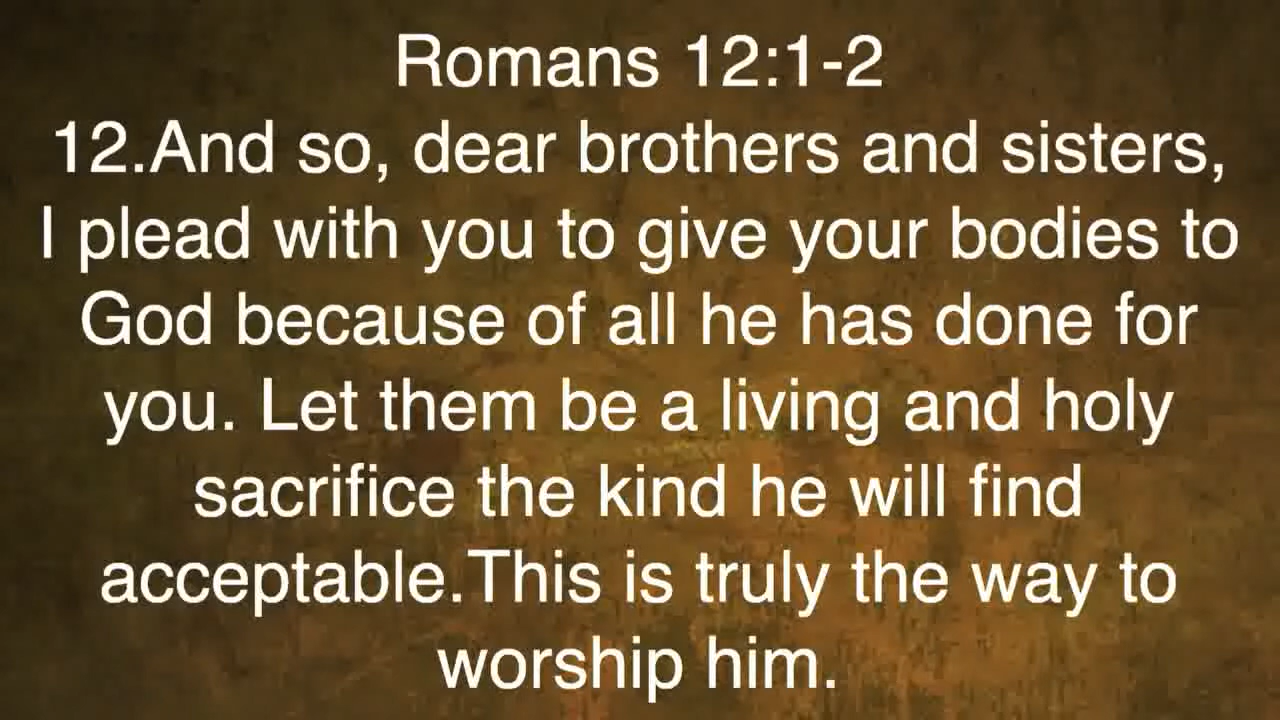 Romans 12:1-2
12.And so, dear brothers and sisters,
I plead with you to give your bodies to
God because of all he has done for
you. Let them be a living and holy
sacrifice the kind he will find
acceptable.This is truly the way to
worship him.